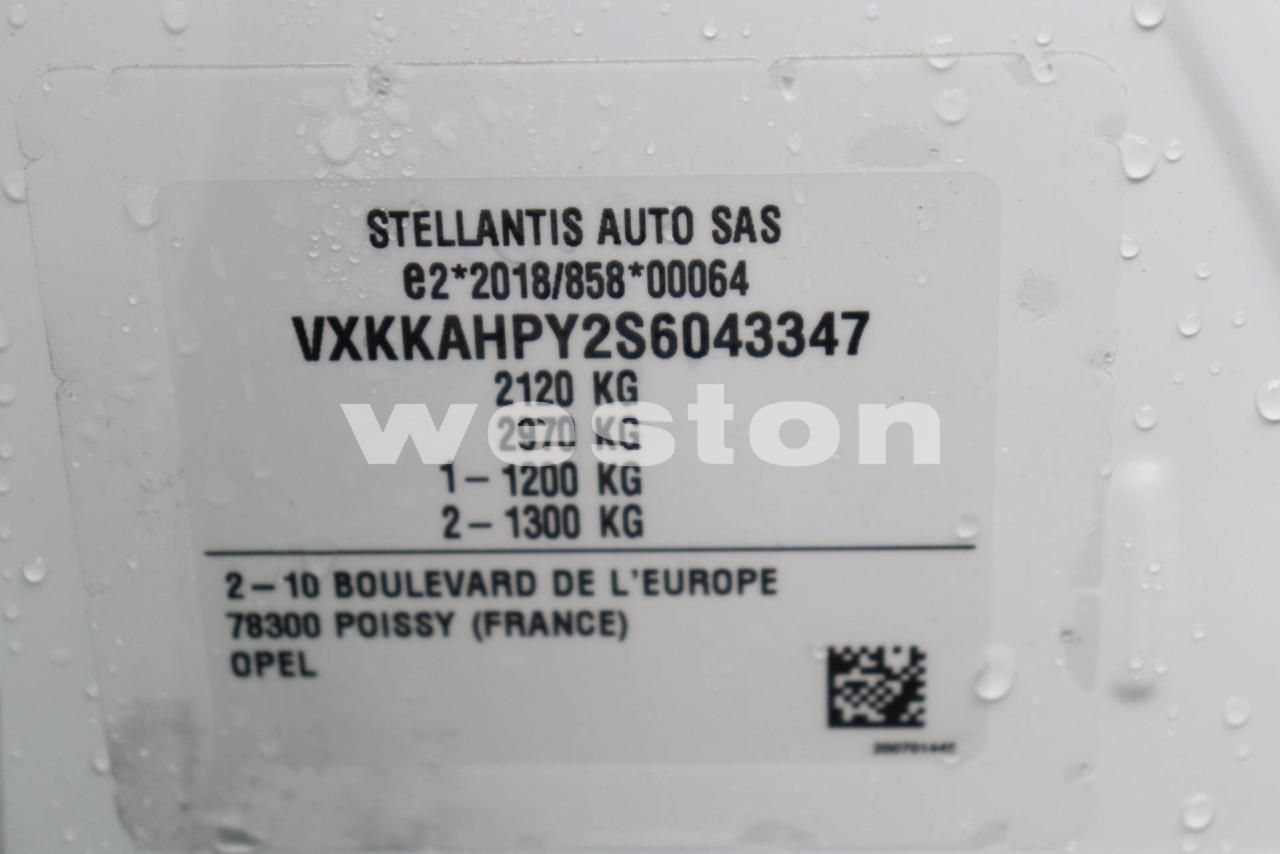 STELLANTIS AUTO SAS
e2*2018/858*00064
VXKKAHPY2S6043347
2120 KG
weston
2970 KG
1 – 1200 KG
2 – 1300 KG
2 – 10 BOULEVARD DE L'EUROPE
78300 POISSY (FRANCE)
OPEL